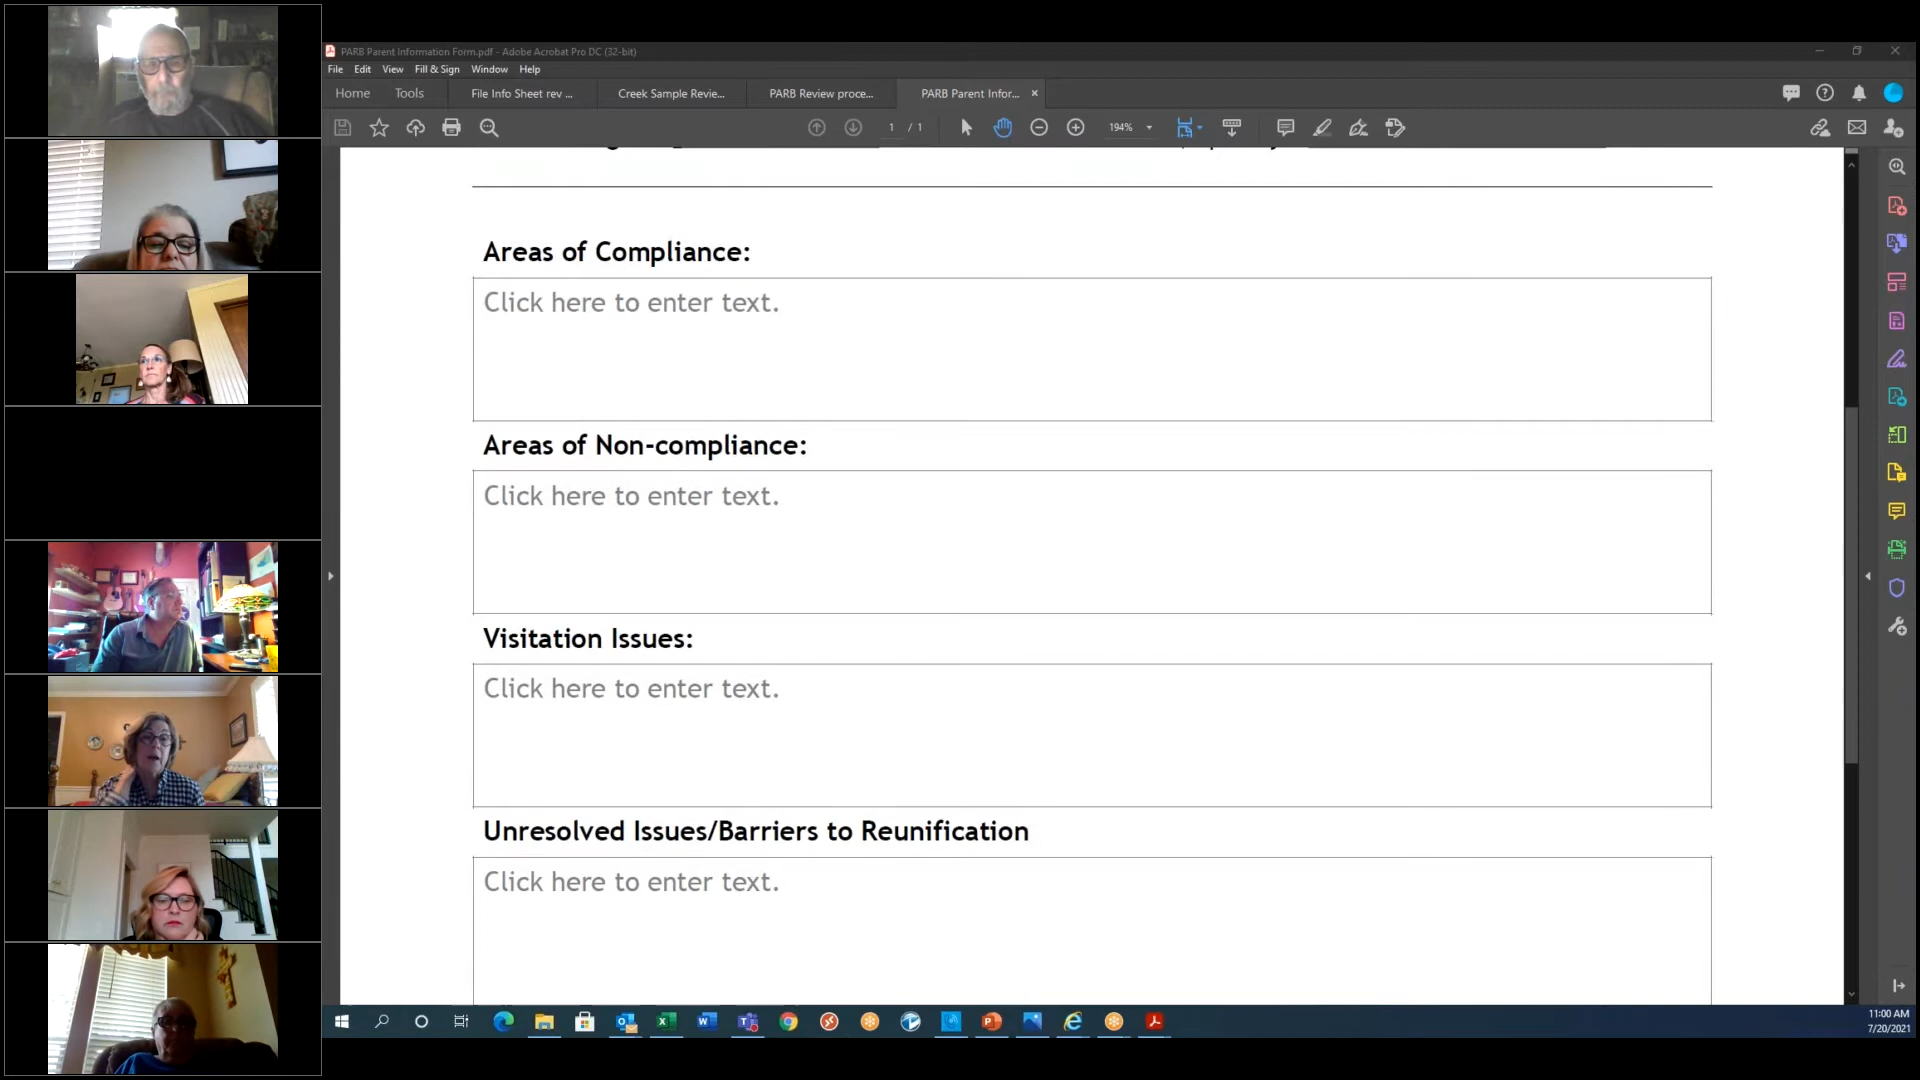 PARB Parent Information Form.pdf - Adobe Acrobat Pro DC (32-bit)
File Edit View Fill & Sign Window Help
Home Tools File Info Sheet rev ... Creek Sample Revie... PARB Review proce... PARB Parent Infor... ×
1 / 1 194%
Areas of Compliance:
Click here to enter text.
Areas of Non-compliance:
Click here to enter text.
Visitation Issues:
Click here to enter text.
Unresolved Issues/Barriers to Reunification
Click here to enter text.
11:00 AM
7/20/2021